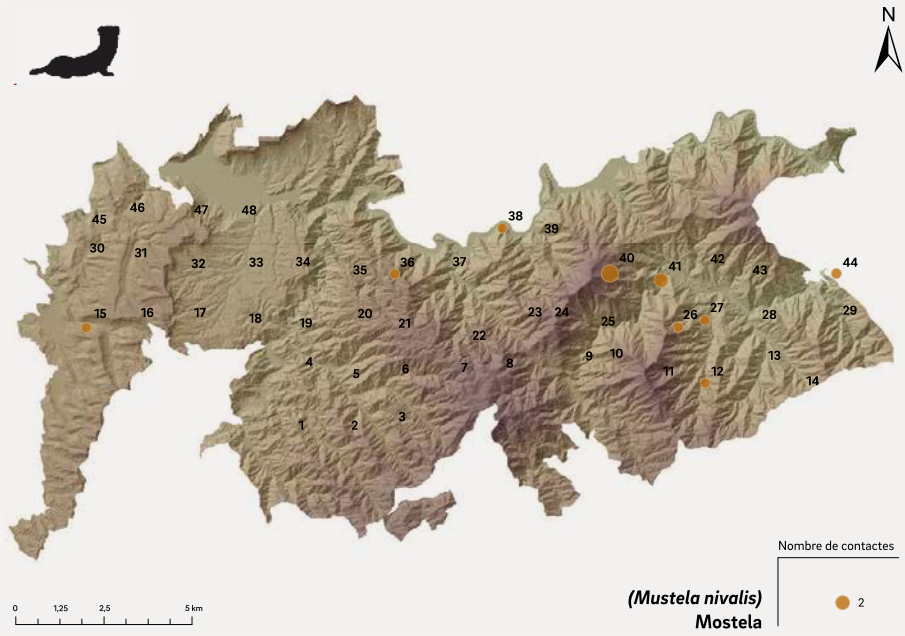 N
38
46 47 48
45 39
30 31 32 33 34 35 36 37 40 41 42 43 44
15 16 17 18 19 20 21 22 23 24 25 26 27 28 29
4 5 6 7 8 9 10 11 12 13 14
1 2 3
Nombre de contactes
2
(Mustela nivalis)
Mostela
0 1,25 2,5 5 km